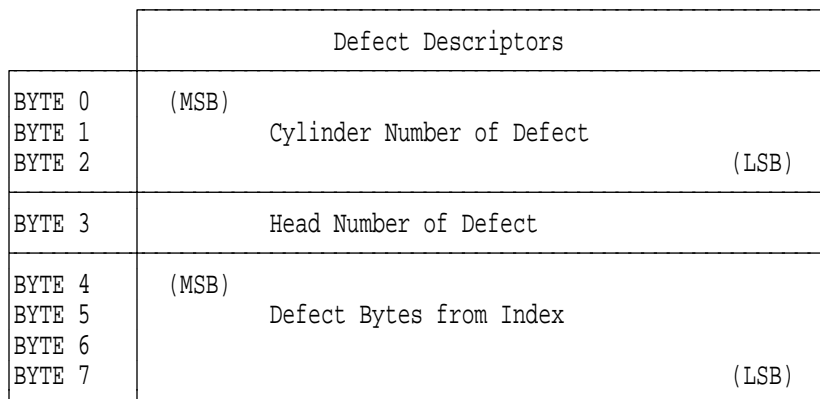 Defect Descriptors
BYTE 0 (MSB)
BYTE 1 Cylinder Number of Defect
BYTE 2 (LSB)
BYTE 3 Head Number of Defect
BYTE 4 (MSB)
BYTE 5 Defect Bytes from Index
BYTE 6
BYTE 7 (LSB)